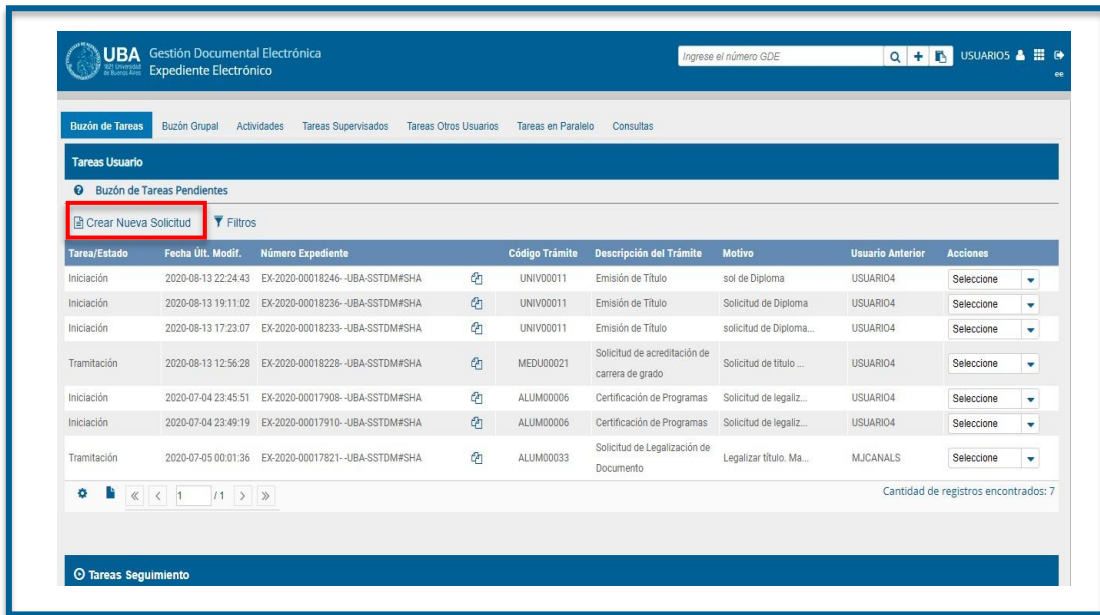 UBA
1821 Universidad
de Buenos Aires
Gestión Documental Electrónica
Expediente Electrónico
Ingrese el número GDE
USUARIO5
ee
Buzón de Tareas Buzón Grupal Actividades Tareas Supervisados Tareas Otros Usuarios Tareas en Paralelo Consultas
Tareas Usuario
Buzón de Tareas Pendientes
Crear Nueva Solicitud Filtros
Tarea/Estado Fecha Últ. Modif. Número Expediente Código Trámite Descripción del Trámite Motivo Usuario Anterior Acciones
Iniciación 2020-08-13 22:24:43 EX-2020-00018246- -UBA-SSTDM#SHA UNIV00011 Emisión de Título sol de Diploma USUARIO4 Seleccione
Iniciación 2020-08-13 19:11:02 EX-2020-00018236- -UBA-SSTDM#SHA UNIV00011 Emisión de Título Solicitud de Diploma USUARIO4 Seleccione
Iniciación 2020-08-13 17:23:07 EX-2020-00018233- -UBA-SSTDM#SHA UNIV00011 Emisión de Título solicitud de Diploma... USUARIO4 Seleccione
Tramitación 2020-08-13 12:56:28 EX-2020-00018228- -UBA-SSTDM#SHA MEDU00021 Solicitud de acreditación de
carrera de grado Solicitud de titulo ... USUARIO4 Seleccione
Iniciación 2020-07-04 23:45:51 EX-2020-00017908- -UBA-SSTDM#SHA ALUM00006 Certificación de Programas Solicitud de legaliz... USUARIO4 Seleccione
Iniciación 2020-07-04 23:49:19 EX-2020-00017910- -UBA-SSTDM#SHA ALUM00006 Certificación de Programas Solicitud de legaliz... USUARIO4 Seleccione
Tramitación 2020-07-05 00:01:36 EX-2020-00017821- -UBA-SSTDM#SHA ALUM00033 Solicitud de Legalización de
Documento Legalizar título. Ma... MJCANALS Seleccione
1 /1
Cantidad de registros encontrados: 7
Tareas Seguimiento